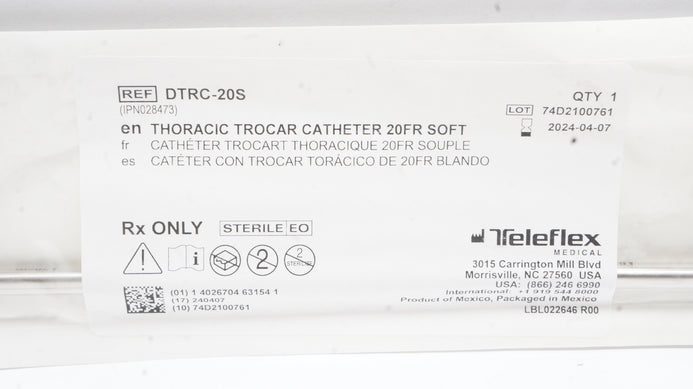 REF DTRC-20S
(IPN028473)
QTY 1
LOT 74D2100761
2024-04-07
en THORACIC TROCAR CATHETER 20FR SOFT
fr CATHÉTER TROCART THORACIQUE 20FR SOUPLE
es CATÉTER CON TROCAR TORÁCICO DE 20FR BLANDO
Rx ONLY STERILE EO
Teleflex
MEDICAL
3015 Carrington Mill Blvd
Morrisville, NC 27560 USA
USA: (866) 246 6990
International: +1 919 544 8000
Product of Mexico, Packaged in Mexico
LBL022646 R00
(01) 1 4026704 63154 1
(17) 240407
(10) 74D2100761